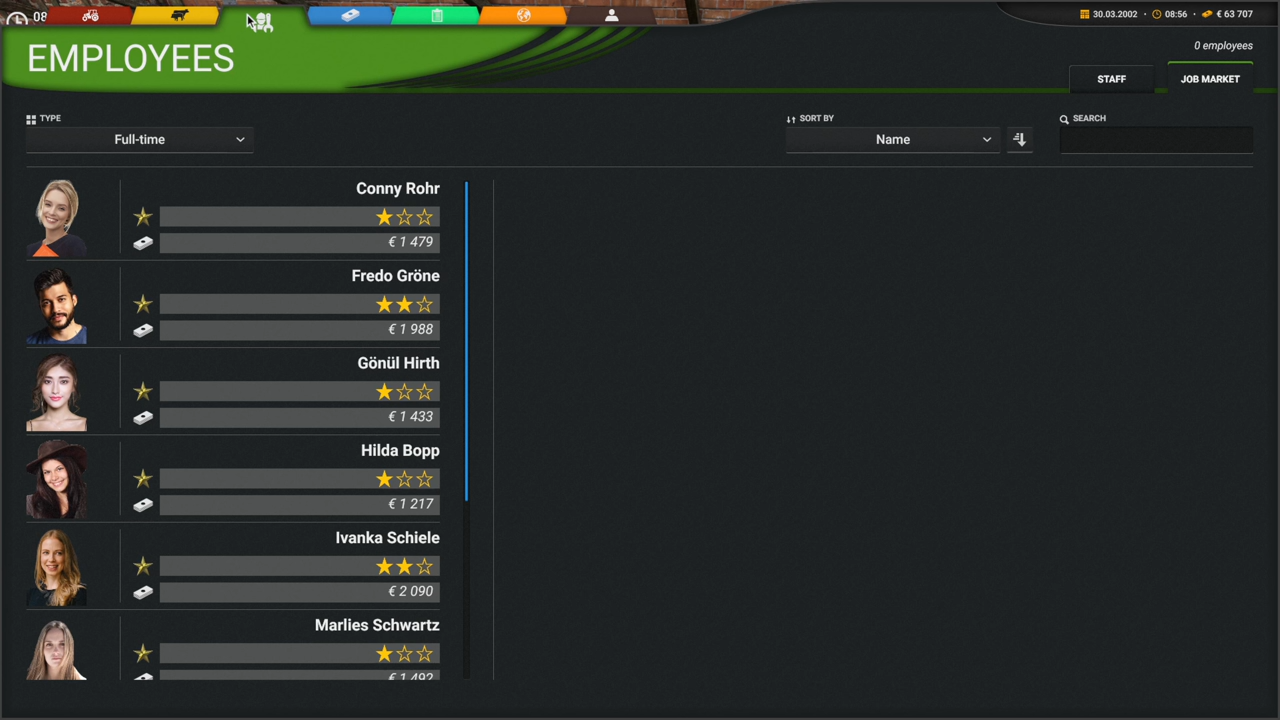 08
30.03.2002 · 08:56 · € 63 707
EMPLOYEES
0 employees
STAFF
JOB MARKET
TYPE
SORT BY
SEARCH
Full-time
Name
Conny Rohr
€ 1 479
Fredo Gröne
€ 1 988
Gönül Hirth
€ 1 433
Hilda Bopp
€ 1 217
Ivanka Schiele
€ 2 090
Marlies Schwartz
€ 1 492